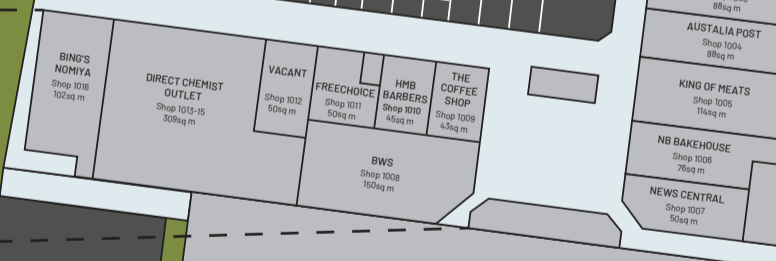 88sq m
AUSTALIA POST
Shop 1004
88sq m
KING OF MEATS
Shop 1005
114sq m
NB BAKEHOUSE
Shop 1006
76sq m
NEWS CENTRAL
Shop 1007
50sq m
BING'S
NOMIYA
Shop 1016
102sq m
DIRECT CHEMIST
OUTLET
Shop 1013-15
309sq m
VACANT
Shop 1012
50sq m
FREECHOICE
Shop 1011
50sq m
HMB
BARBERS
Shop 1010
45sq m
THE
COFFEE
SHOP
Shop 1009
43sq m
BWS
Shop 1008
150sq m